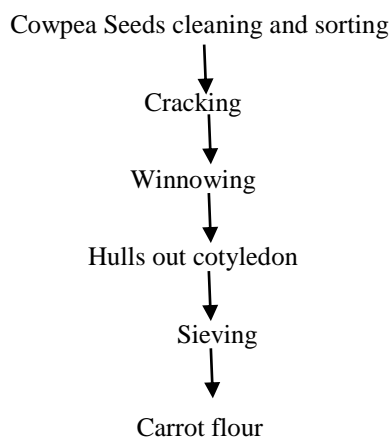 Cowpea Seeds cleaning and sorting
Cracking
Winnowing
Hulls out cotyledon
Sieving
Carrot flour